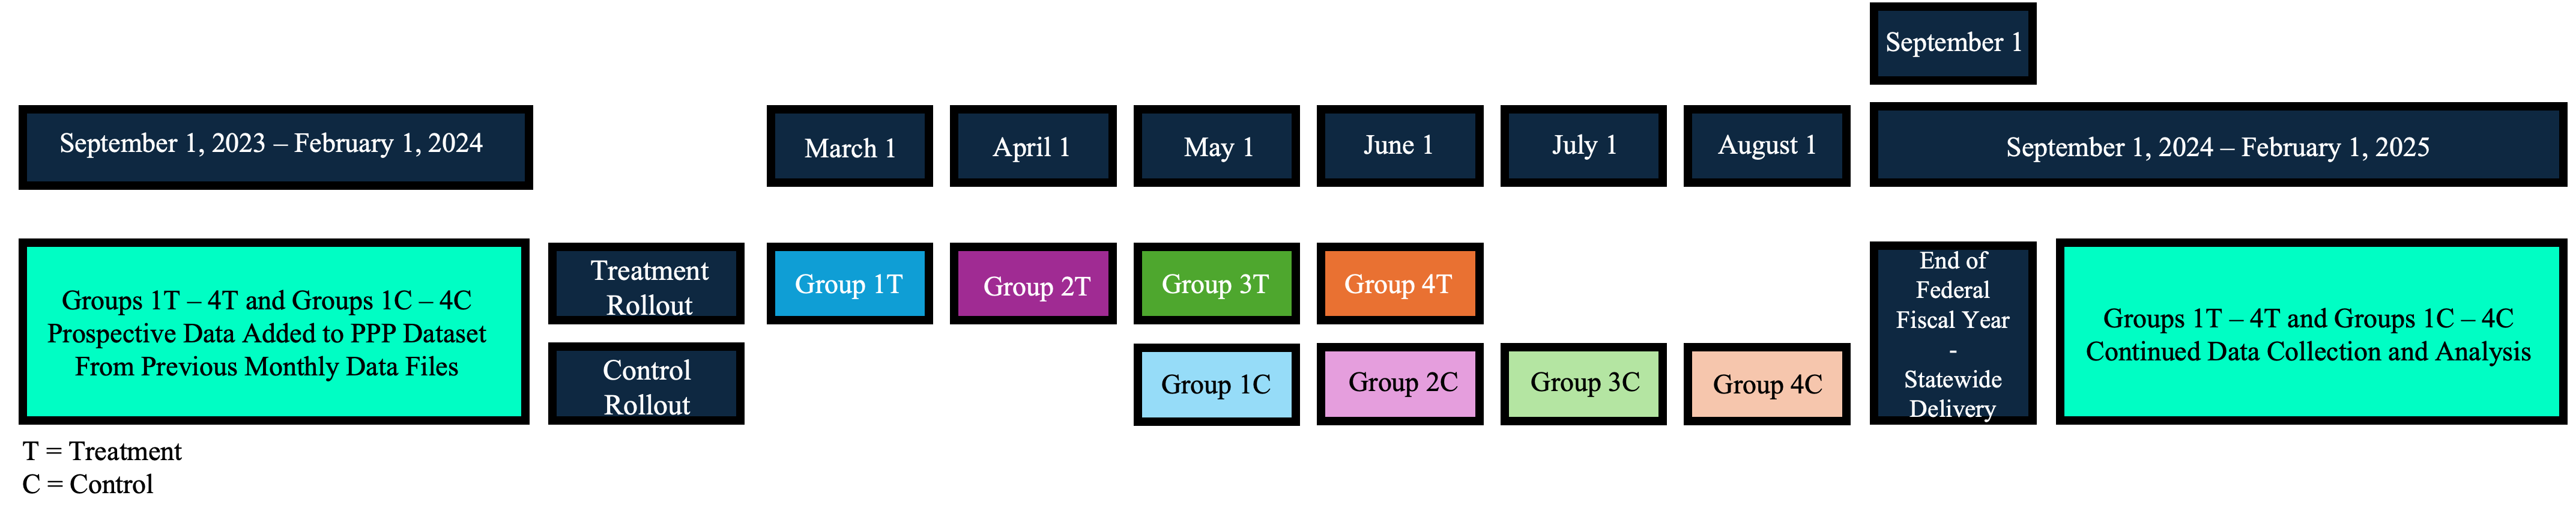 September 1
September 1, 2023 – February 1, 2024
March 1
April 1
May 1
June 1
July 1
August 1
September 1, 2024 – February 1, 2025
Groups 1T – 4T and Groups 1C – 4C
Prospective Data Added to PPP Dataset
From Previous Monthly Data Files
Treatment
Rollout
Group 1T
Group 2T
Group 3T
Group 4T
Control
Rollout
Group 1C
Group 2C
Group 3C
Group 4C
End of
Federal
Fiscal Year
-
Statewide
Delivery
Groups 1T – 4T and Groups 1C – 4C
Continued Data Collection and Analysis
T = Treatment
C = Control